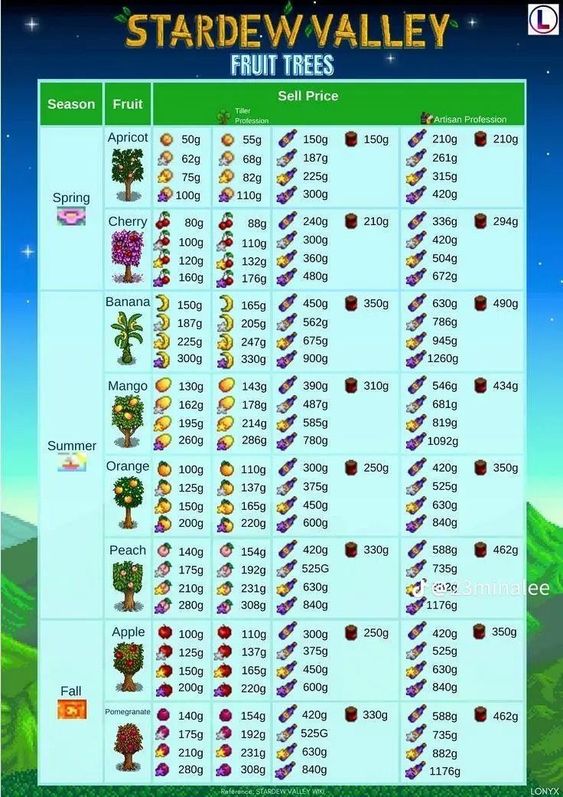 L
STARDEW VALLEY
FRUIT TREES
Season Fruit Sell Price
Tiller
Profession
Artisan Profession
Spring
Apricot
50g 55g 150g 150g 210g 210g
62g 68g 187g 261g
75g 82g 225g 315g
100g 110g 300g 420g
Cherry
80g 88g 240g 210g 336g 294g
100g 110g 300g 420g
120g 132g 360g 504g
160g 176g 480g 672g
Summer
Banana
150g 165g 450g 350g 630g 490g
187g 205g 562g 786g
225g 247g 675g 945g
300g 330g 900g 1260g
Mango
130g 143g 390g 310g 546g 434g
162g 178g 487g 681g
195g 214g 585g 819g
260g 286g 780g 1092g
Orange
100g 110g 300g 250g 420g 350g
125g 137g 375g 525g
150g 165g 450g 630g
200g 220g 600g 840g
Peach
140g 154g 420g 330g 588g 462g
175g 192g 525G 735g
210g 231g 630g
@z3mihalee
280g 308g 840g 1176g
Fall
Apple
100g 110g 300g 250g 420g 350g
125g 137g 375g 525g
150g 165g 450g 630g
200g 220g 600g 840g
Pomegranate
140g 154g 420g 330g 588g 462g
175g 192g 525G 735g
210g 231g 630g 882g
280g 308g 840g 1176g
Reference: STARDEW VALLEY WIKI
LONYX